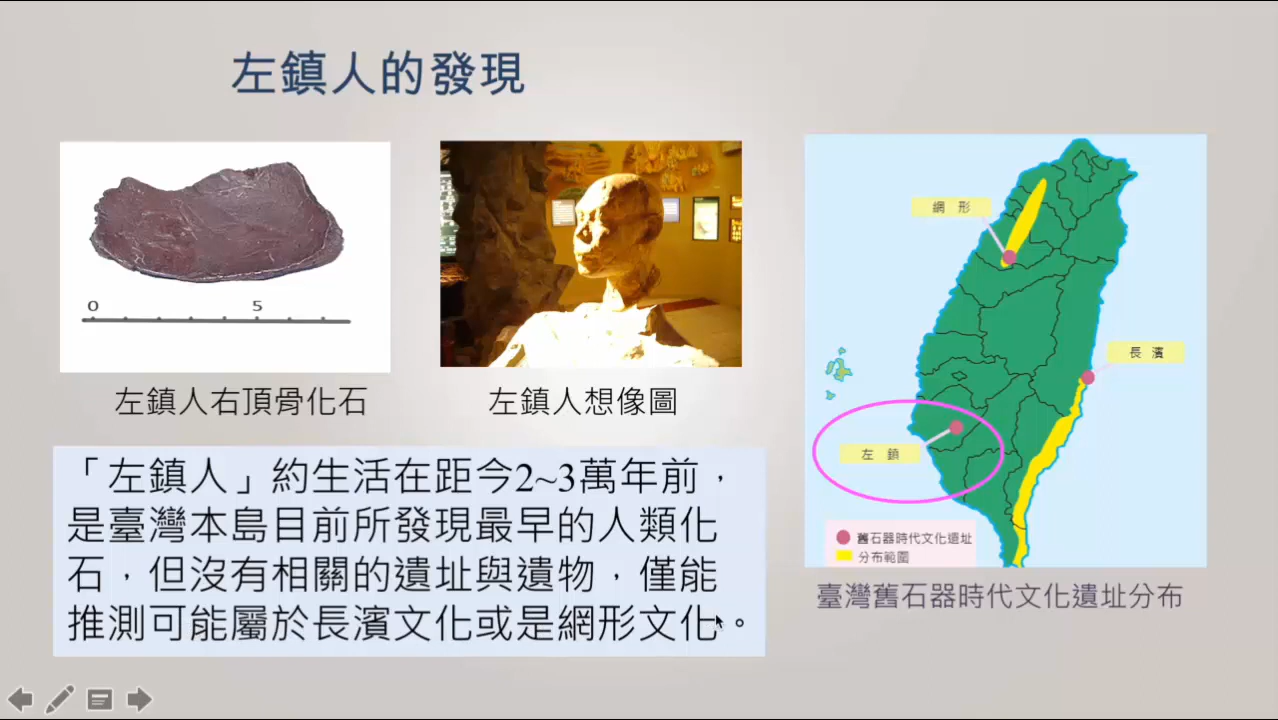 左鎮人的發現
0 5
左鎮人右頂骨化石
左鎮人想像圖
「左鎮人」約生活在距今2~3萬年前，
是臺灣本島目前所發現最早的人類化
石，但沒有相關的遺址與遺物，僅能
推測可能屬於長濱文化或是網形文化。
網 形
長 濱
左 鎮
舊石器時代文化遺址
分布範圍
臺灣舊石器時代文化遺址分布